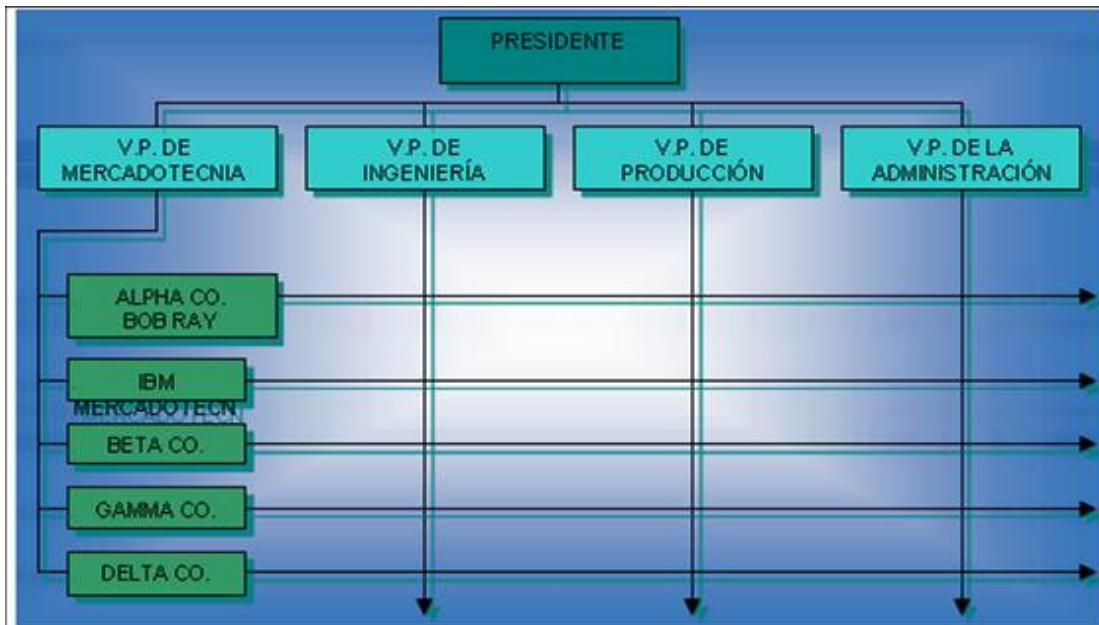 PRESIDENTE
V.P. DE
MERCADOTECNIA
V.P. DE
INGENIERÍA
V.P. DE
PRODUCCIÓN
V.P. DE LA
ADMINISTRACIÓN
ALPHA CO.
BOB RAY
IBM
MERCADOTECN
BETA CO.
GAMMA CO.
DELTA CO.